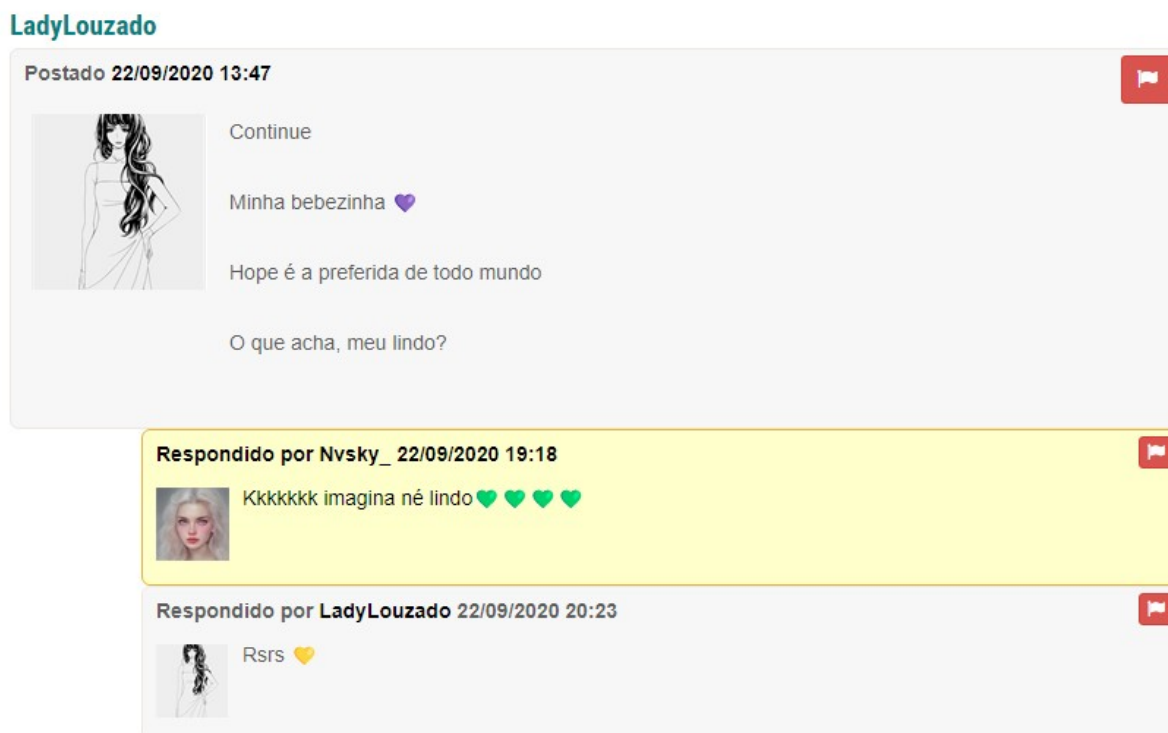 LadyLouzado
Postado 22/09/2020 13:47
Continue
Minha bebezinha 💜
Hope é a preferida de todo mundo
O que acha, meu lindo?
Respondido por Nvsky_ 22/09/2020 19:18
Kkkkkkk imagina né lindo💚 💚 💚 💚
Respondido por LadyLouzado 22/09/2020 20:23
Rsrs 💛